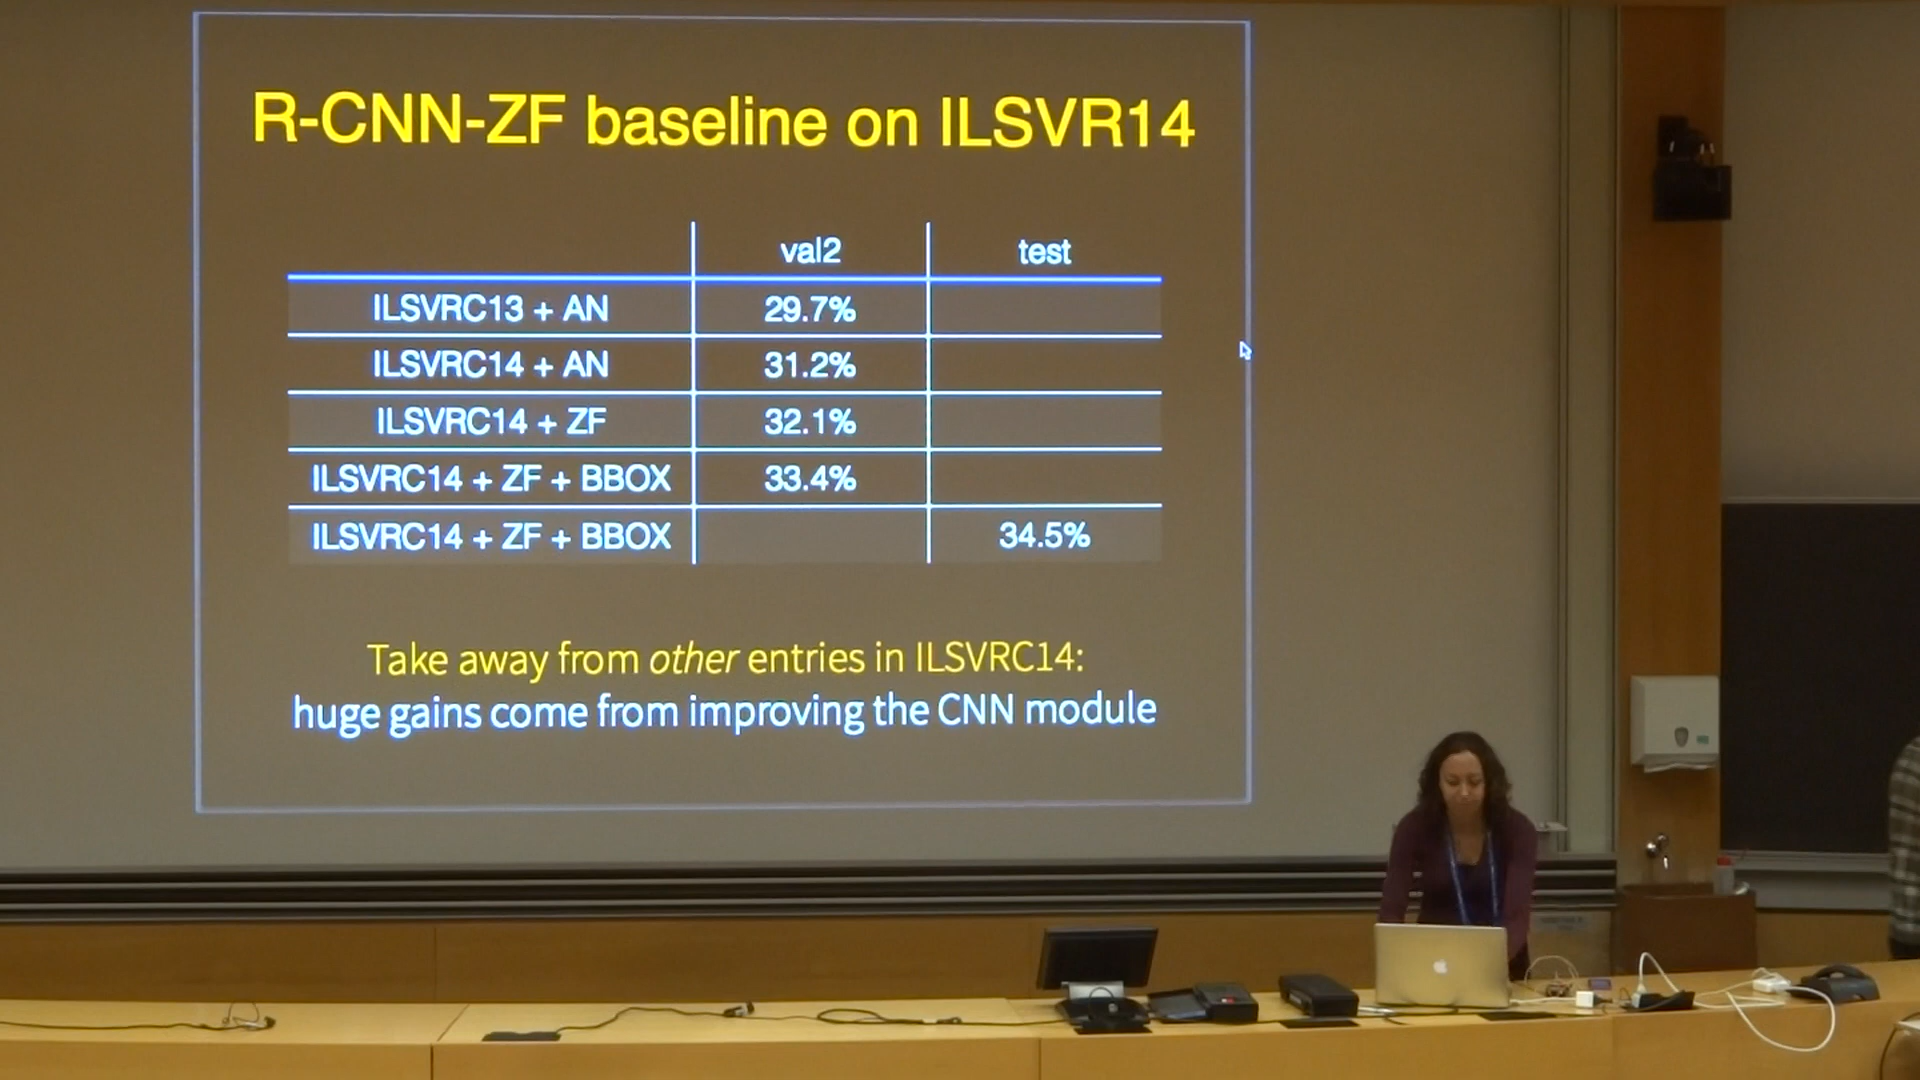 R-CNN-ZF baseline on ILSVR14
val2 test
ILSVRC13 + AN 29.7%
ILSVRC14 + AN 31.2%
ILSVRC14 + ZF 32.1%
ILSVRC14 + ZF + BBOX 33.4%
ILSVRC14 + ZF + BBOX 34.5%
Take away from other entries in ILSVRC14:
huge gains come from improving the CNN module